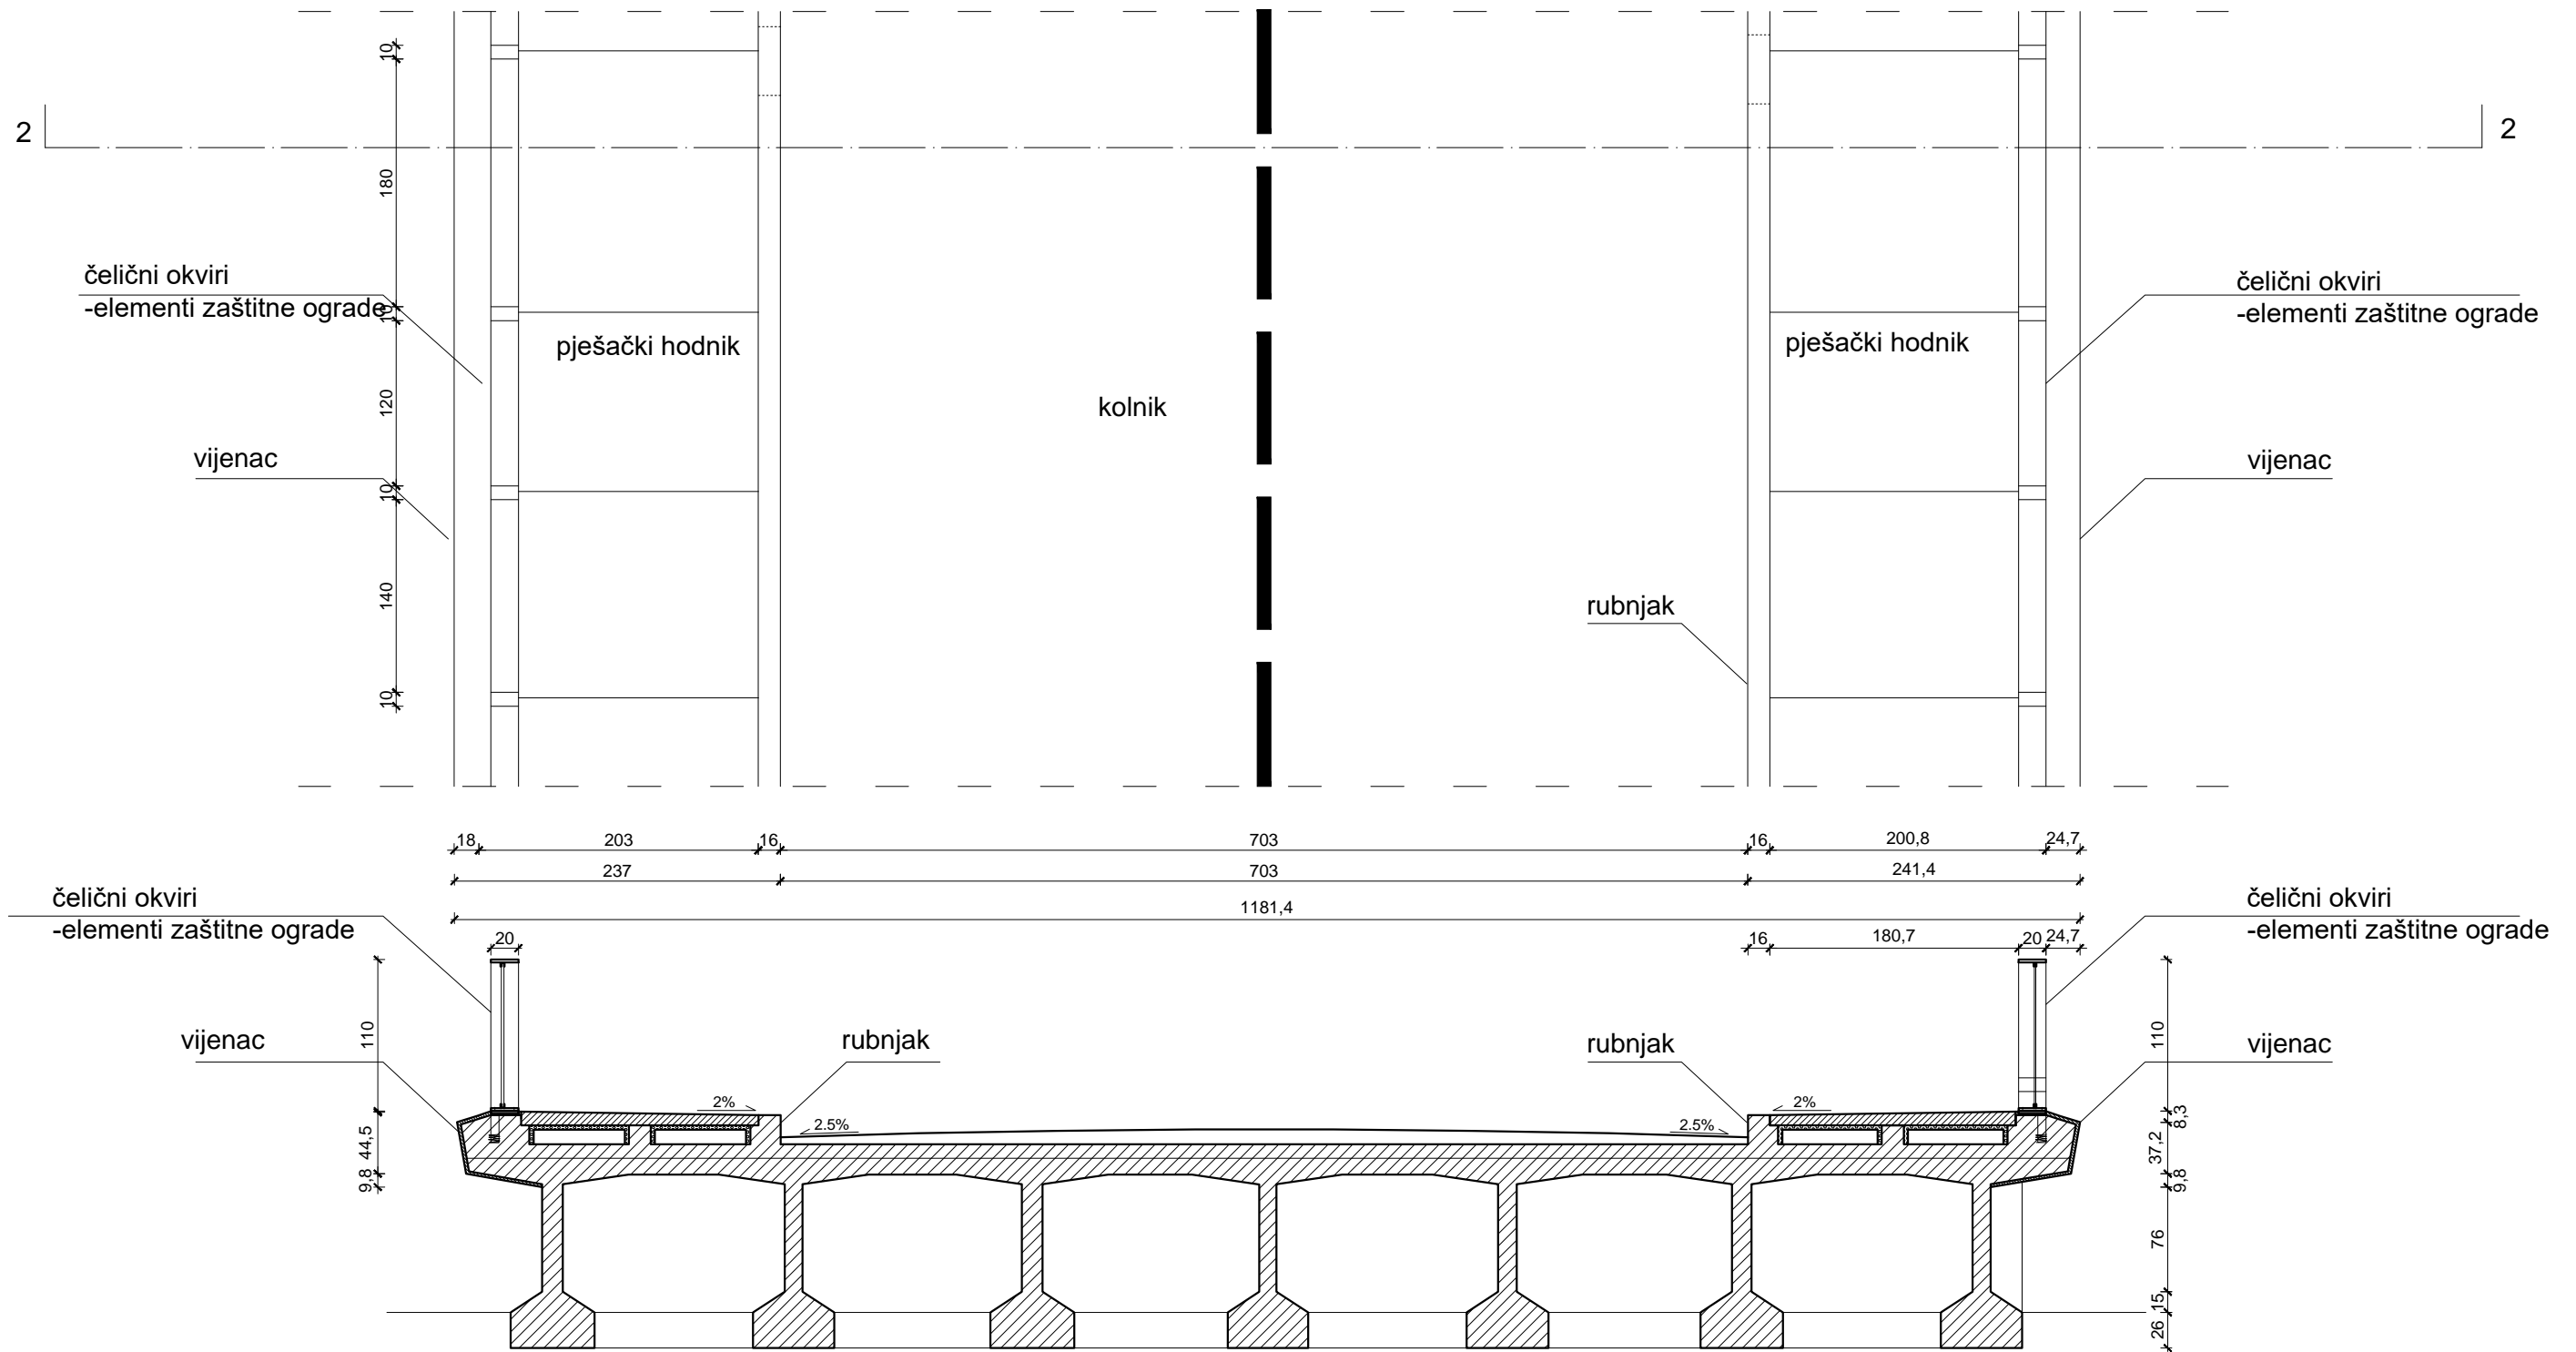 10
2
2
180
čelični okviri
-elementi zaštitne ograde
čelični okviri
-elementi zaštitne ograde
10
pješački hodnik
pješački hodnik
120
kolnik
vijenac
vijenac
10
140
rubnjak
10
18
203
16
703
16
200,8
24,7
237
703
241,4
1181,4
čelični okviri
-elementi zaštitne ograde
čelični okviri
-elementi zaštitne ograde
20
16
180,7
20
24,7
110
110
vijenac
rubnjak
rubnjak
vijenac
2%
2%
2.5%
2.5%
8,3
44,5
37,2
9,8
9,8
76
15
26